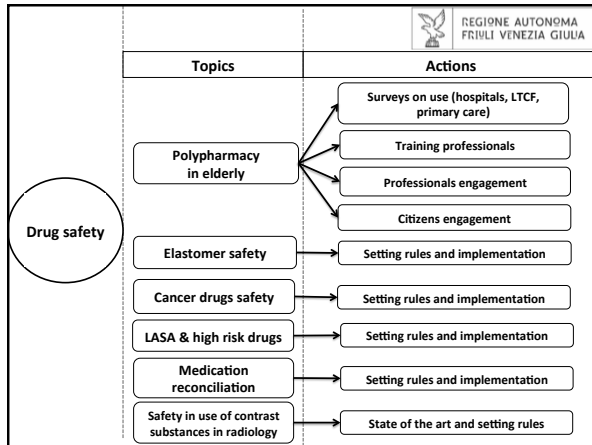 REGIONE AUTONOMA
FRIULI VENEZIA GIULIA
Topics
Actions
Drug safety
Polypharmacy
in elderly
Surveys on use (hospitals, LTCF,
primary care)
Training professionals
Professionals engagement
Citizens engagement
Elastomer safety
Setting rules and implementation
Cancer drugs safety
Setting rules and implementation
LASA & high risk drugs
Setting rules and implementation
Medication
reconciliation
Setting rules and implementation
Safety in use of contrast
substances in radiology
State of the art and setting rules